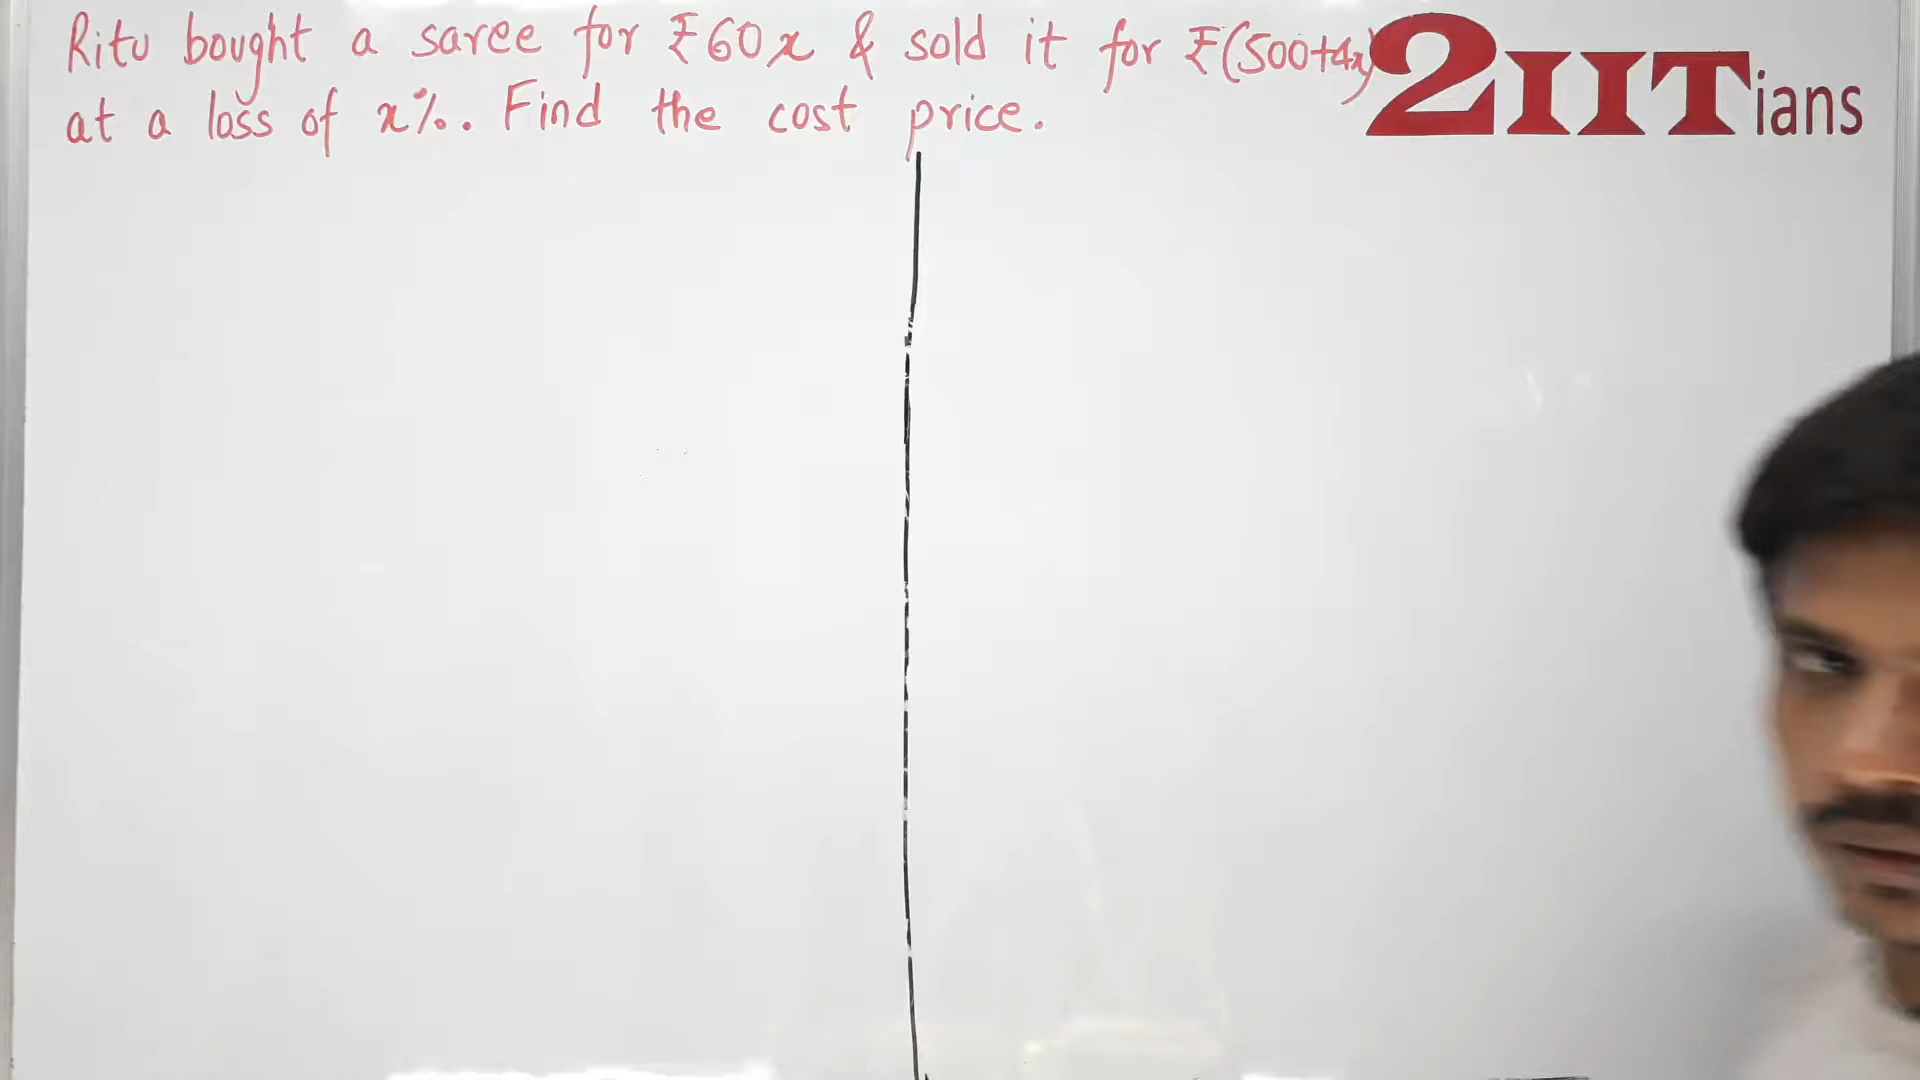 Ritu bought a saree for ₹60x & sold it for ₹(500+4x)
at a loss of x%. Find the cost price.
2IITians